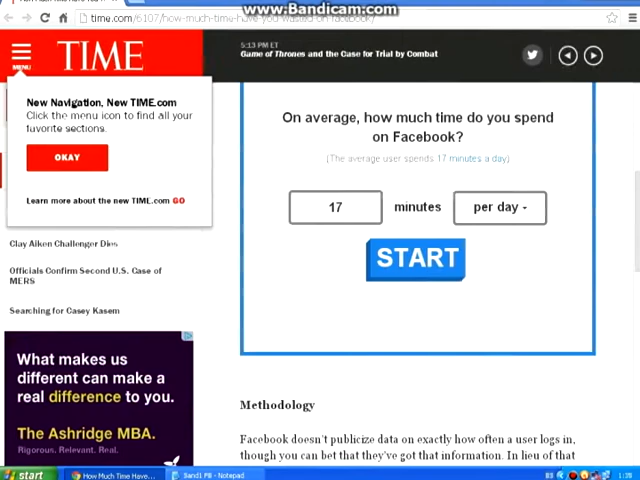 www.Bandicam.com
time.com/6107/how-much-time-have-you-wasted-on-facebook/
MENU
TIME
5:13 PM ET
Game of Thrones and the Case for Trial by Combat
New Navigation, New TIME.com
Click the menu icon to find all your
favorite sections.
OKAY
Learn more about the new TIME.com GO
Clay Aiken Challenger Dies
Officials Confirm Second U.S. Case of
MERS
Searching for Casey Kasem
What makes us
different can make a
real difference to you.
The Ashridge MBA.
Rigorous. Relevant. Real.
On average, how much time do you spend
on Facebook?
(The average user spends 17 minutes a day)
17 minutes per day
START
Methodology
Facebook doesn't publicize data on exactly how often a user logs in,
though you can bet that they've got that information. In lieu of that
start
How Much Time Have...
Sand1 PB - Notepad